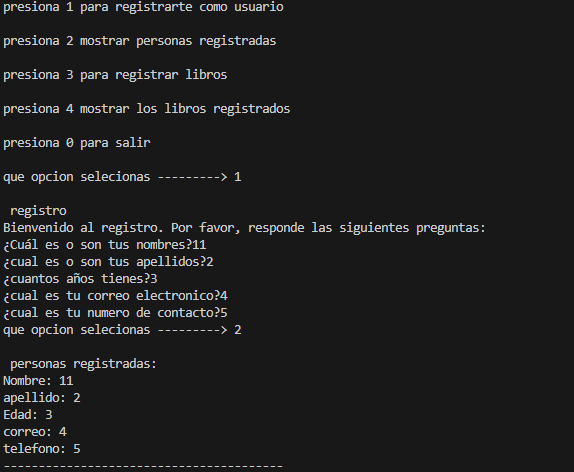 presiona 1 para registrarte como usuario
presiona 2 mostrar personas registradas
presiona 3 para registrar libros
presiona 4 mostrar los libros registrados
presiona 0 para salir
que opcion selecionas ---------> 1
registro
Bienvenido al registro. Por favor, responde las siguientes preguntas:
¿Cuál es o son tus nombres?11
¿cual es o son tus apellidos?2
¿cuantos años tienes?3
¿cual es tu correo electronico?4
¿cual es tu numero de contacto?5
que opcion selecionas ---------> 2
personas registradas:
Nombre: 11
apellido: 2
Edad: 3
correo: 4
telefono: 5
----------------------------------------